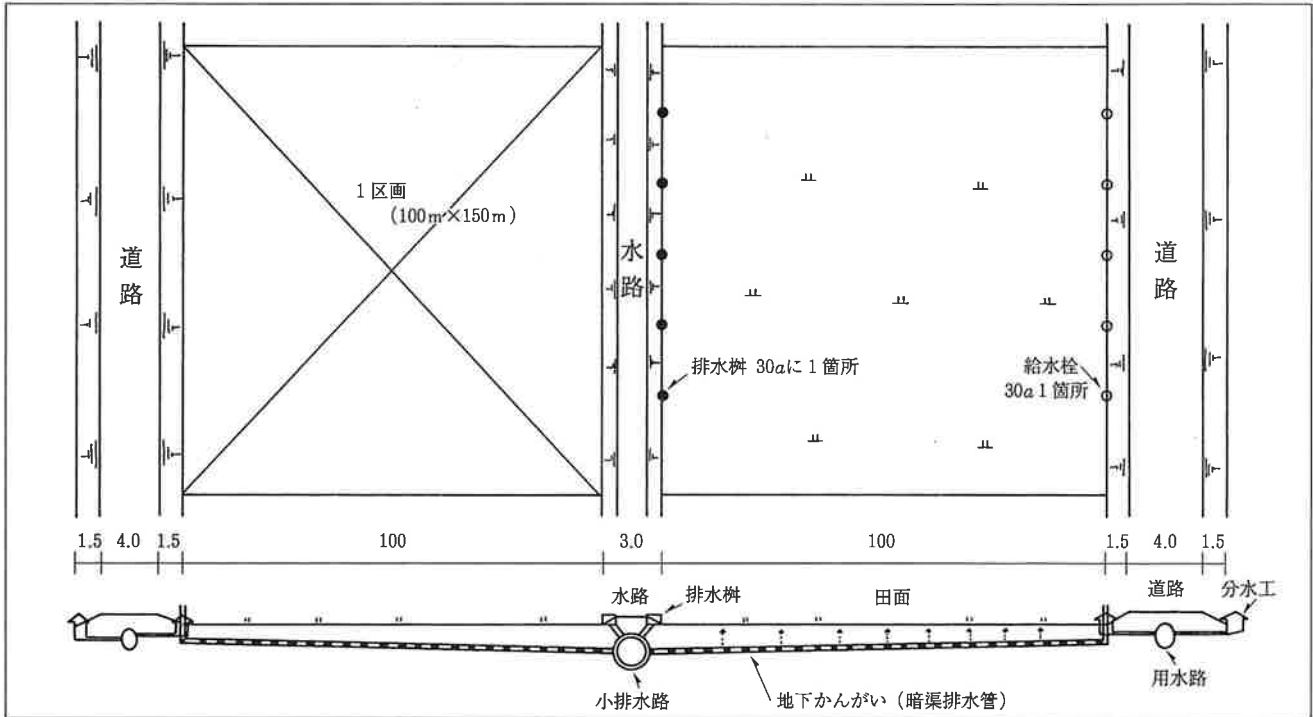 1区画
(100m×150m)
道路
水路
道路
排水桝 30aに1箇所
給水栓
30a1箇所
1.5 4.0 1.5 100 3.0 100 1.5 4.0 1.5
水路 排水桝 田面 道路 分水工
小排水路 地下かんがい(暗渠排水管) 用水路